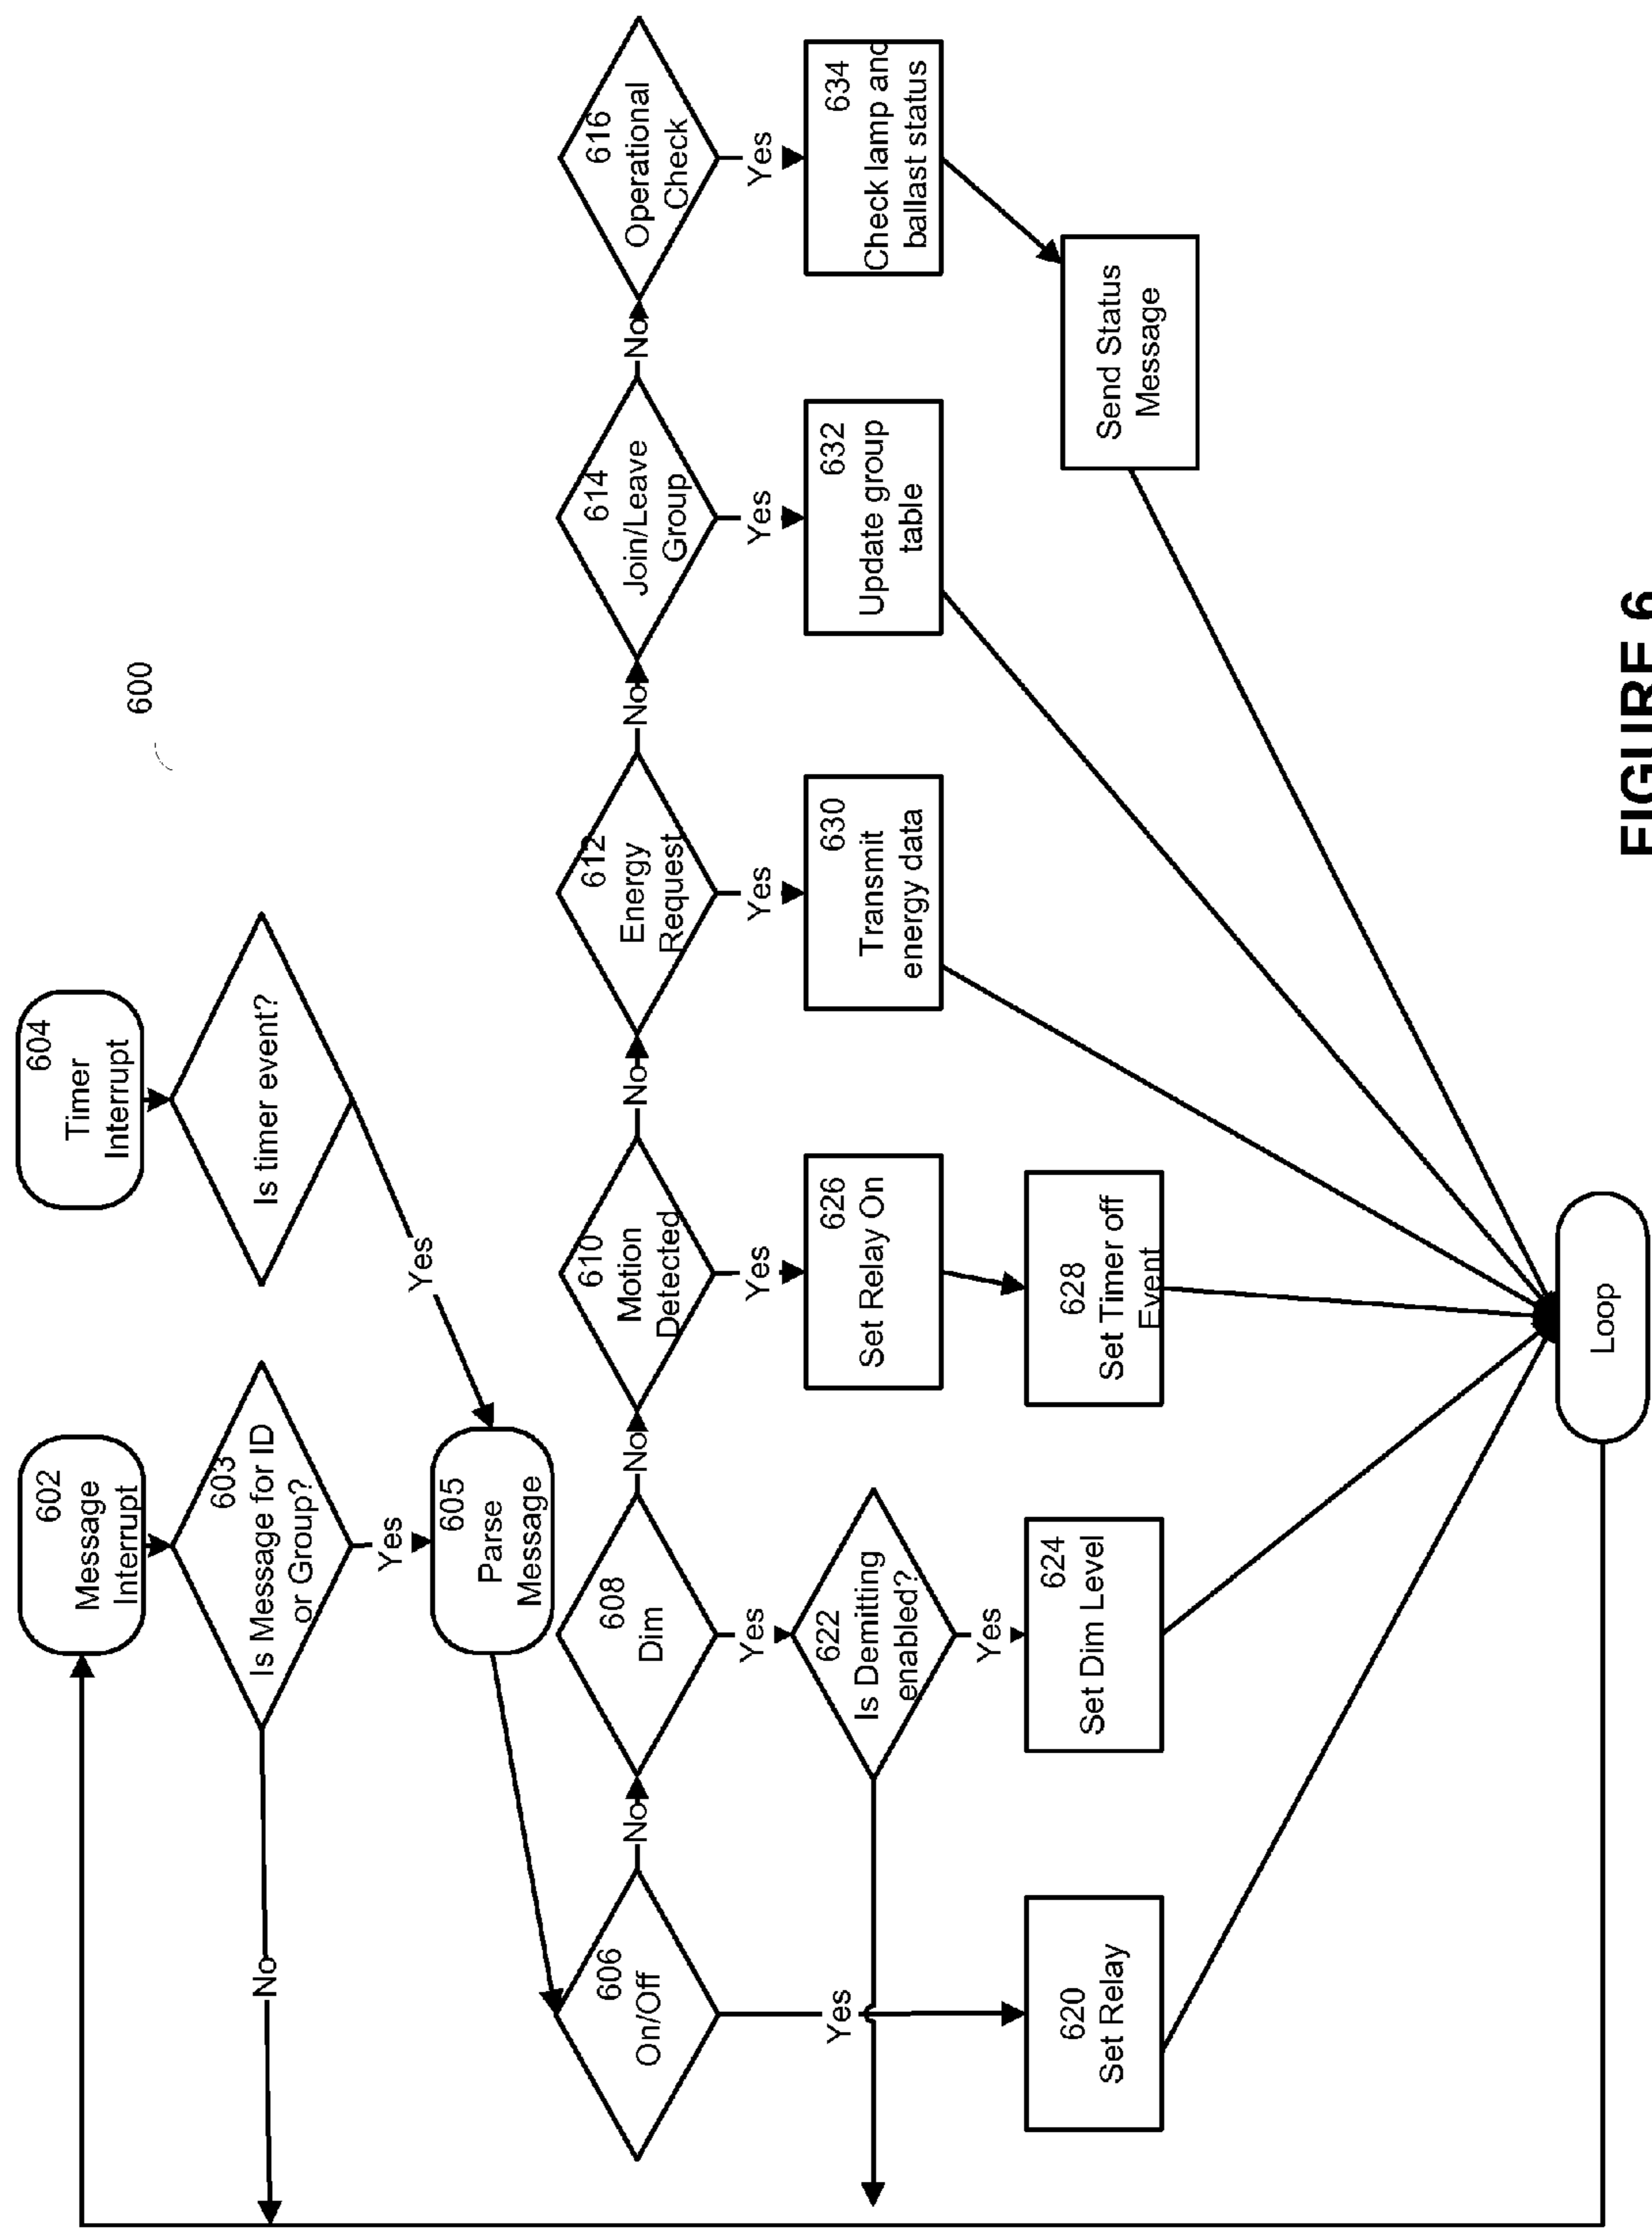 600
602
Message
Interrupt
604
Timer
Interrupt
603
Is Message for ID
or Group?
Is timer event?
No
Yes
Yes
605
Parse
Message
606
On/Off
No
608
Dim
No
610
Motion
Detected
No
612
Energy
Request
No
614
Join/Leave
Group
No
616
Operational
Check
Yes
Yes
Yes
Yes
Yes
Yes
622
Is Demitting
enabled?
626
Set Relay On
630
Transmit
energy data
632
Update group
table
634
Check lamp and
ballast status
Yes
620
Set Relay
624
Set Dim Level
628
Set Timer off
Event
Send Status
Message
Loop
FIGURE 6